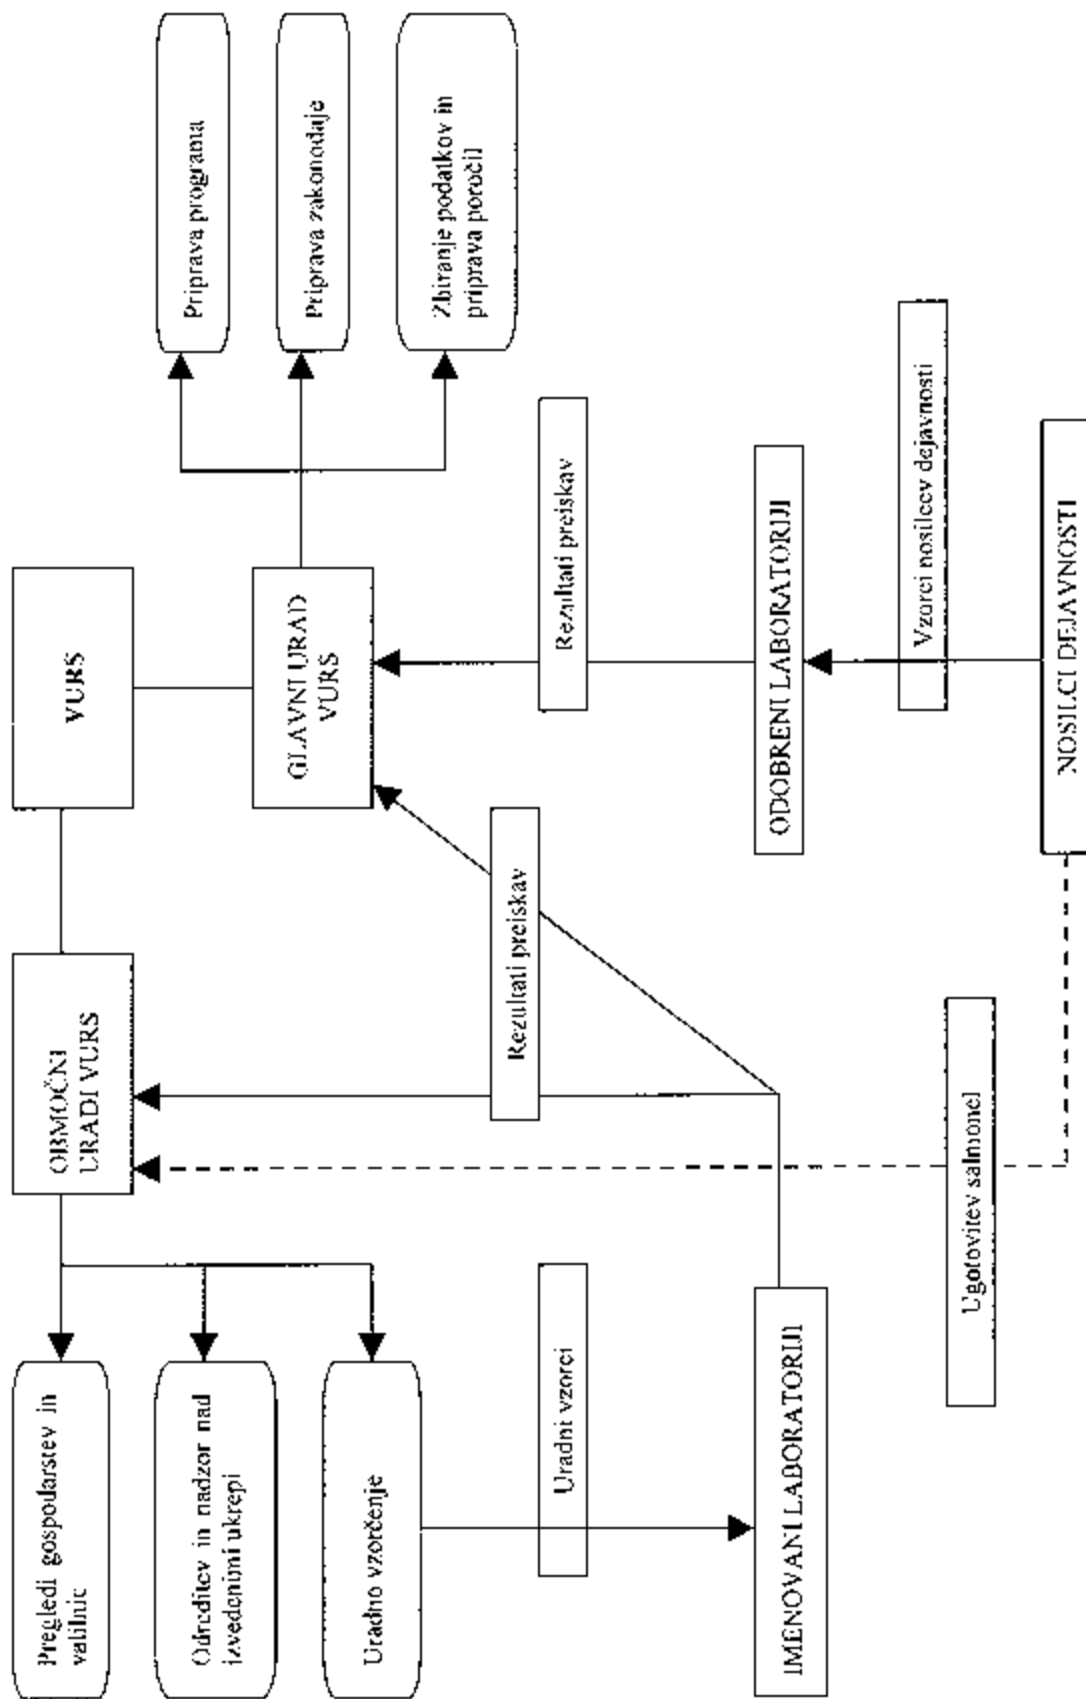 VURS
OBMOČNI
URADI VURS
GLAVNI URAD
VURS
Pregledi gospodarstev in
valilnic
Odreditev in nadzor nad
izvedenimi ukrepi
Uradno vzorčenje
Priprava programa
Priprava zakonodaje
Zbiranje podatkov in
priprava poročil
Uradni vzorci
Rezultati preiskav
Rezultati preiskav
IMENOVANI LABORATORIJI
ODOBRENI LABORATORIJI
Ugotovitev salmonel
Vzorci nosilcev dejavnosti
NOSILCI DEJAVNOSTI